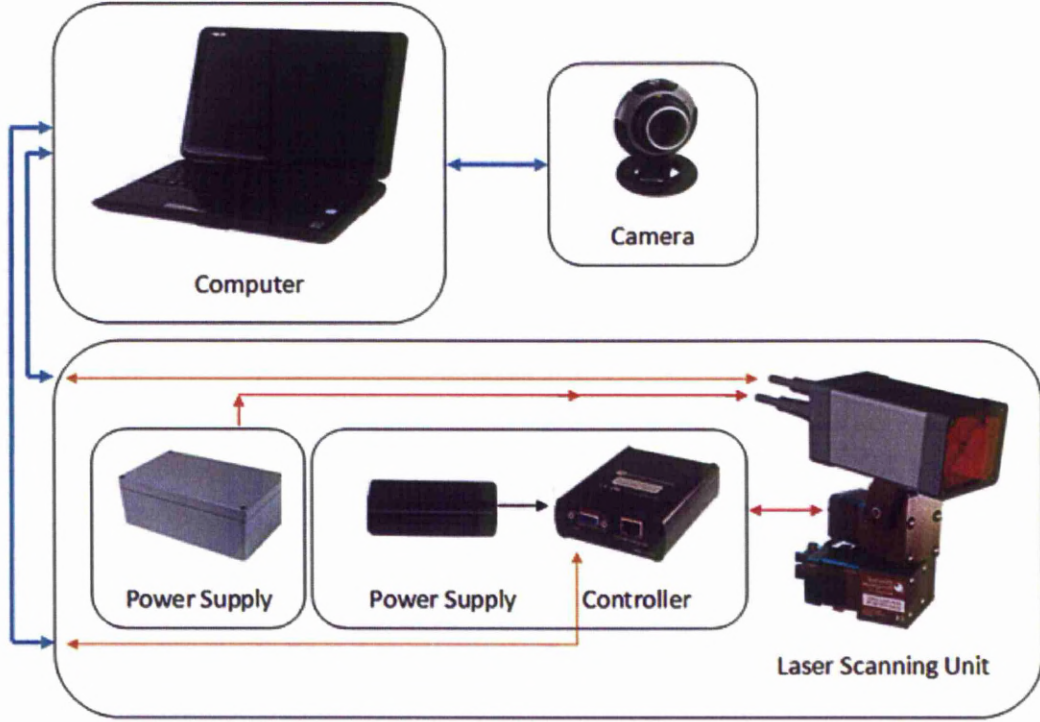 Computer
Camera
Power Supply
Power Supply
Controller
Laser Scanning Unit